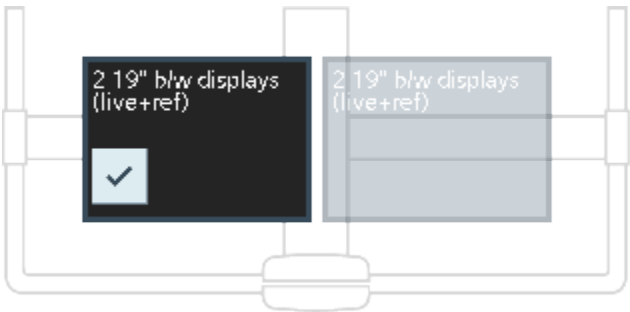 2 19" b/w displays
(live+ref)
2 19" b/w displays
(live+ref)